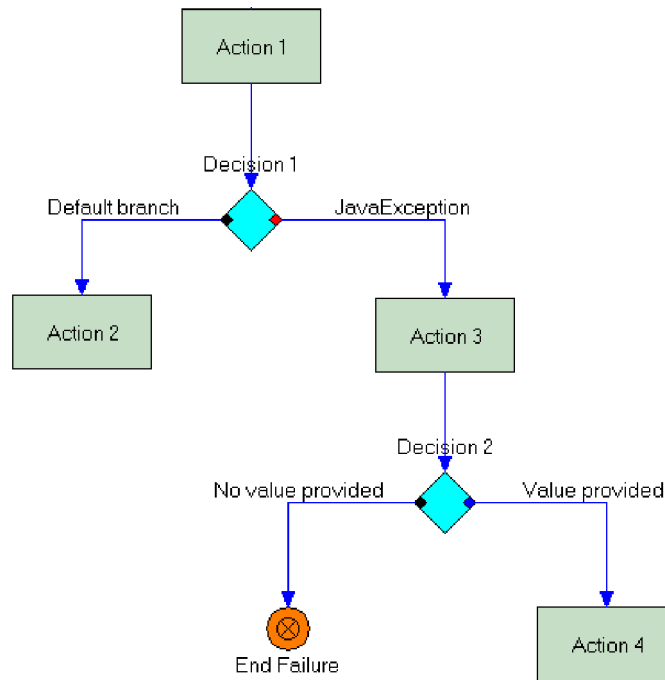 Action 1
Decision 1
Default branch
JavaException
Action 2
Action 3
Decision 2
No value provided
Value provided
End Failure
Action 4